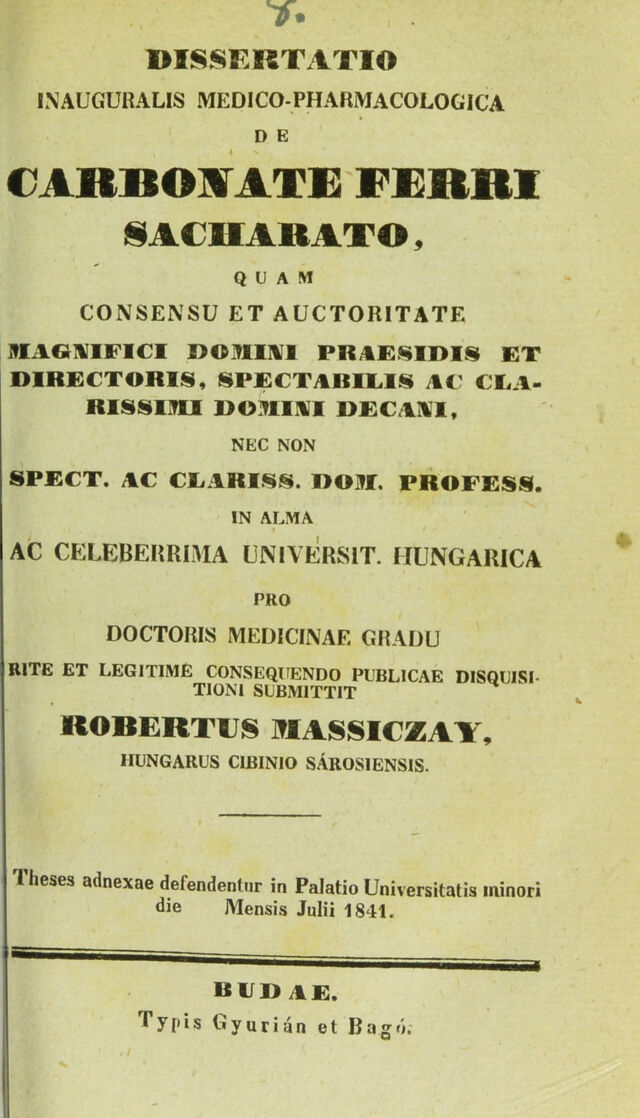 8.
DISSERTATIO
INAUGURALIS MEDICO-PHARMACOLOGICA
DE
CARBONATE FERRI
SACHARATO,
QUAM
CONSENSU ET AUCTORITATE
MAGNIFICI DOMINI PRAESIDIS ET
DIRECTORIS, SPECTABILIS AC CLA-
RISSIMI DOMINI DECANI,
NEC NON
SPECT. AC CLARISS. DOM. PROFESS.
IN ALMA
AC CELEBERRIMA UNIVERSIT. HUNGARICA
PRO
DOCTORIS MEDICINAE GRADU
RITE ET LEGITIME CONSEQUENDO PUBLICAE DISQUISI-
TIONI SUBMITTIT
ROBERTUS MASSICZAY,
HUNGARUS CIBINIO SÁROSIENSIS.
Theses adnexae defendentur in Palatio Universitatis minori
die Mensis Julii 1841.
BUDAE.
Typis Gyurián et Bagó.